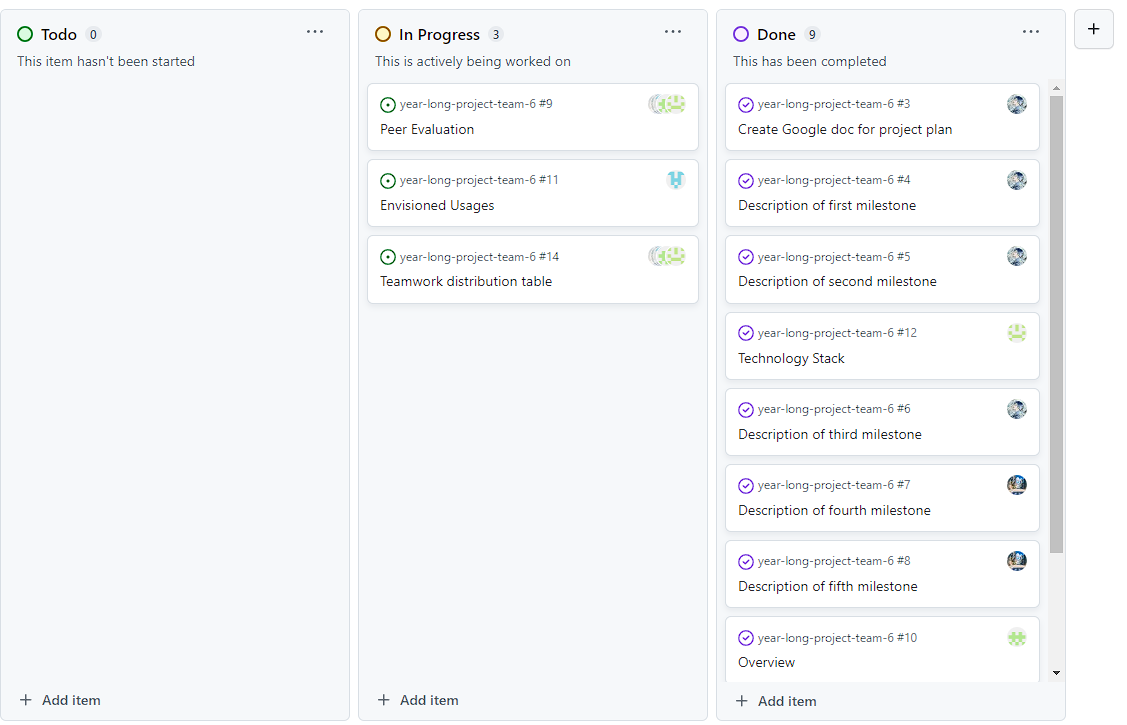 Todo 0
This item hasn't been started
+ Add item
In Progress 3
This is actively being worked on
year-long-project-team-6 #9
Peer Evaluation
year-long-project-team-6 #11
Envisioned Usages
year-long-project-team-6 #14
Teamwork distribution table
+ Add item
Done 9
This has been completed
year-long-project-team-6 #3
Create Google doc for project plan
year-long-project-team-6 #4
Description of first milestone
year-long-project-team-6 #5
Description of second milestone
year-long-project-team-6 #12
Technology Stack
year-long-project-team-6 #6
Description of third milestone
year-long-project-team-6 #7
Description of fourth milestone
year-long-project-team-6 #8
Description of fifth milestone
year-long-project-team-6 #10
Overview
+ Add item